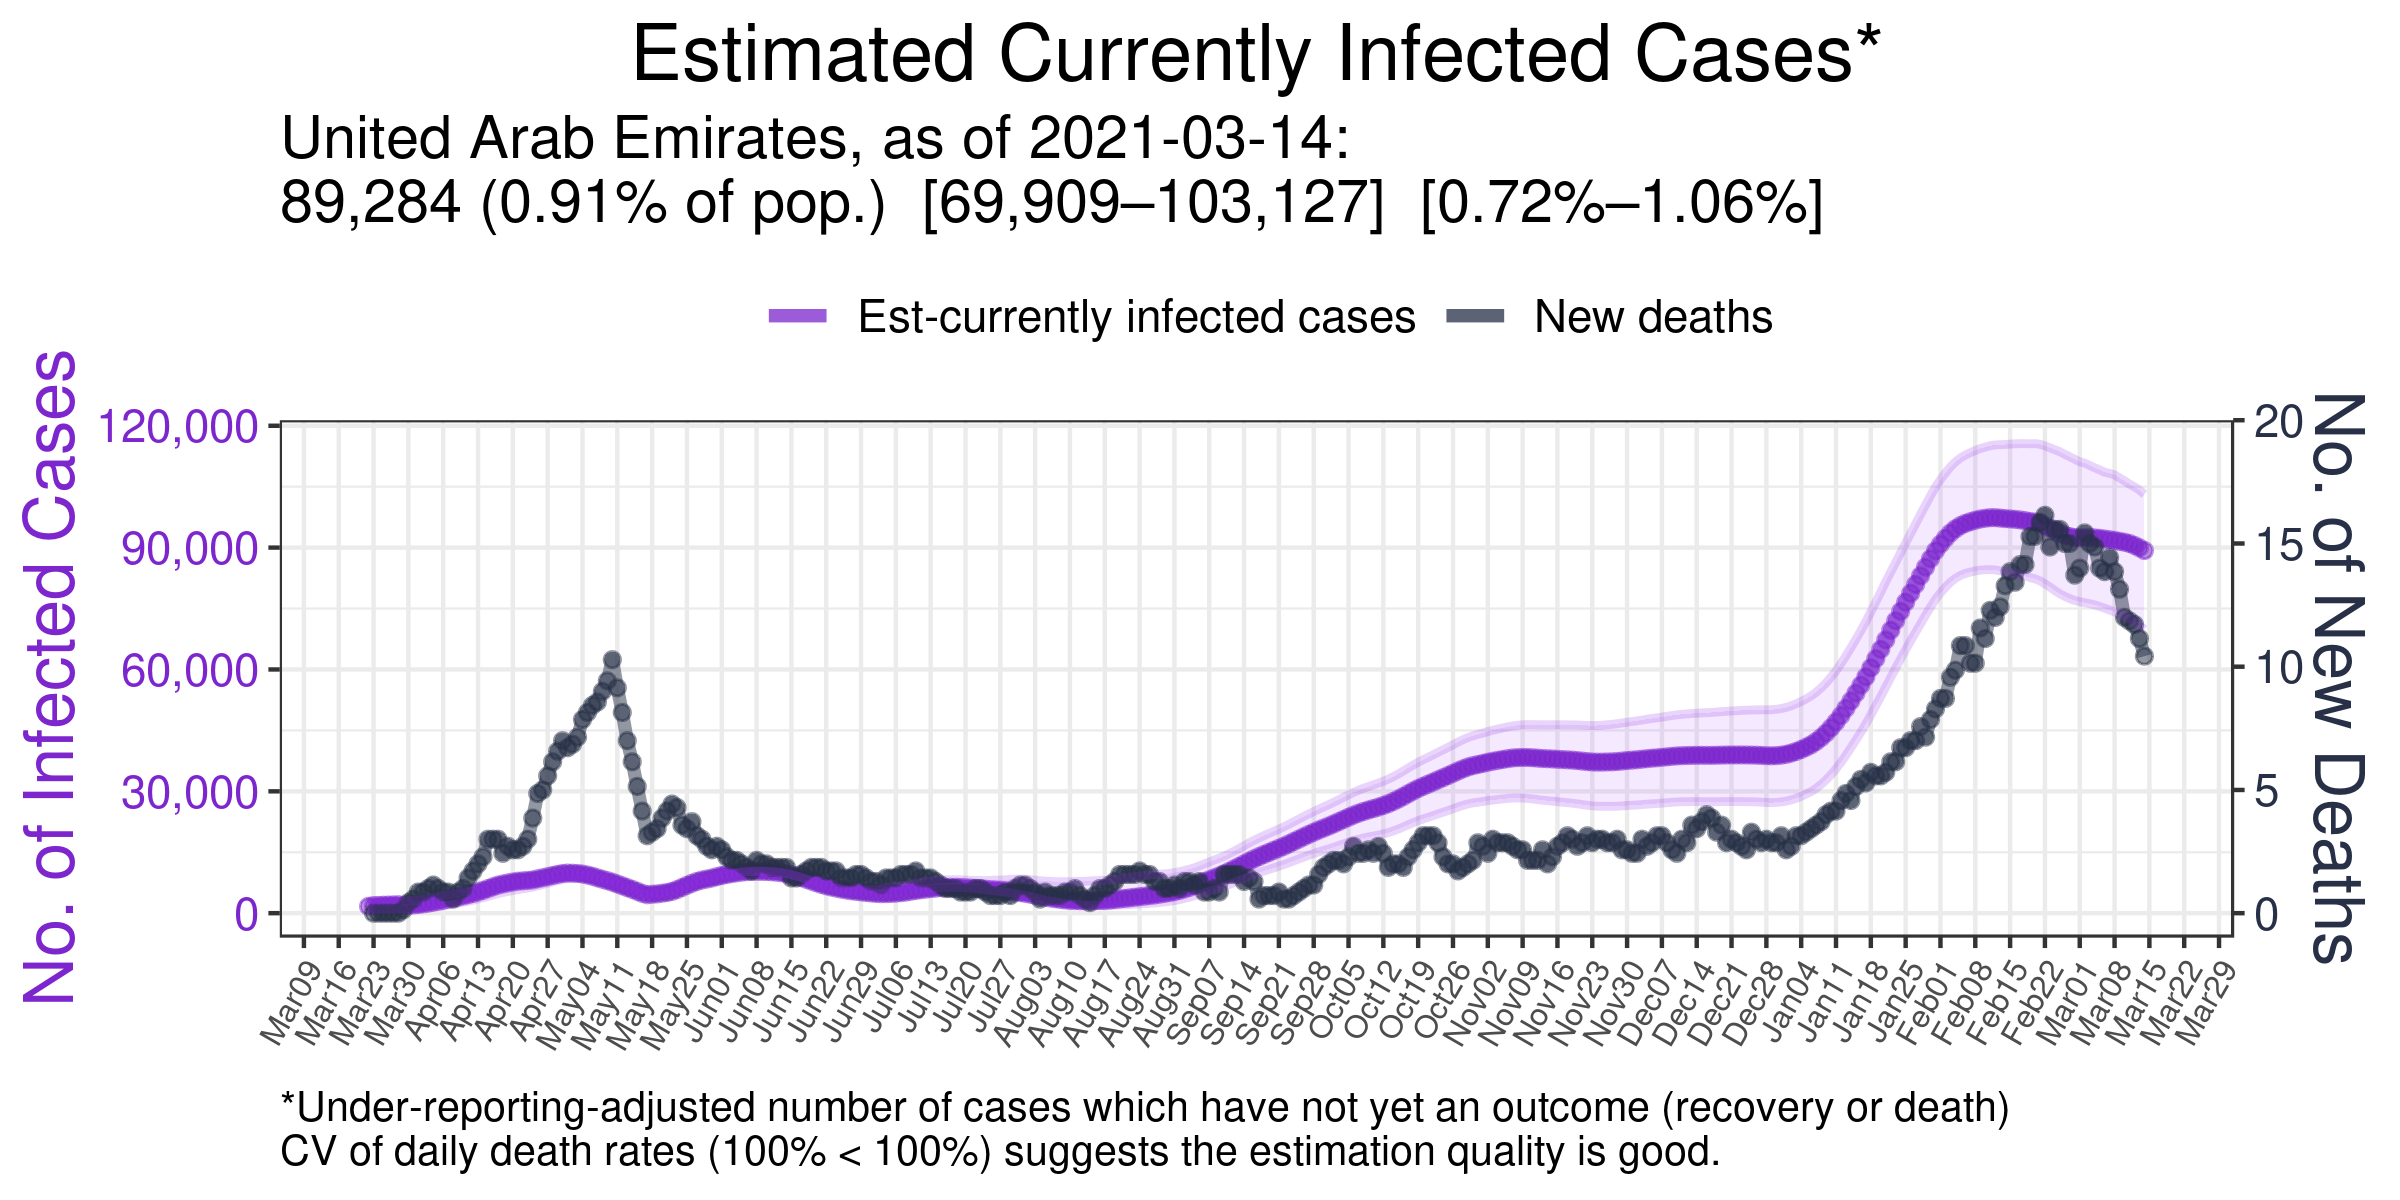 Estimated Currently Infected Cases*
United Arab Emirates, as of 2021-03-14:
89,284 (0.91% of pop.) [69,909–103,127] [0.72%–1.06%]
Est-currently infected cases New deaths
No. of Infected Cases
120,000
90,000
60,000
30,000
0
20
15
10
5
0
No. of New Deaths
Mar09 Mar16 Mar23 Mar30 Apr06 Apr13 Apr20 Apr27 May04 May11 May18 May25 Jun01 Jun08 Jun15 Jun22 Jun29 Jul06 Jul13 Jul20 Jul27 Aug03 Aug10 Aug17 Aug24 Aug31 Sep07 Sep14 Sep21 Sep28 Oct05 Oct12 Oct19 Oct26 Nov02 Nov09 Nov16 Nov23 Nov30 Dec07 Dec14 Dec21 Dec28 Jan04 Jan11 Jan18 Jan25 Feb01 Feb08 Feb15 Feb22 Mar01 Mar08 Mar15 Mar22 Mar29
*Under-reporting-adjusted number of cases which have not yet an outcome (recovery or death)
CV of daily death rates (100% < 100%) suggests the estimation quality is good.